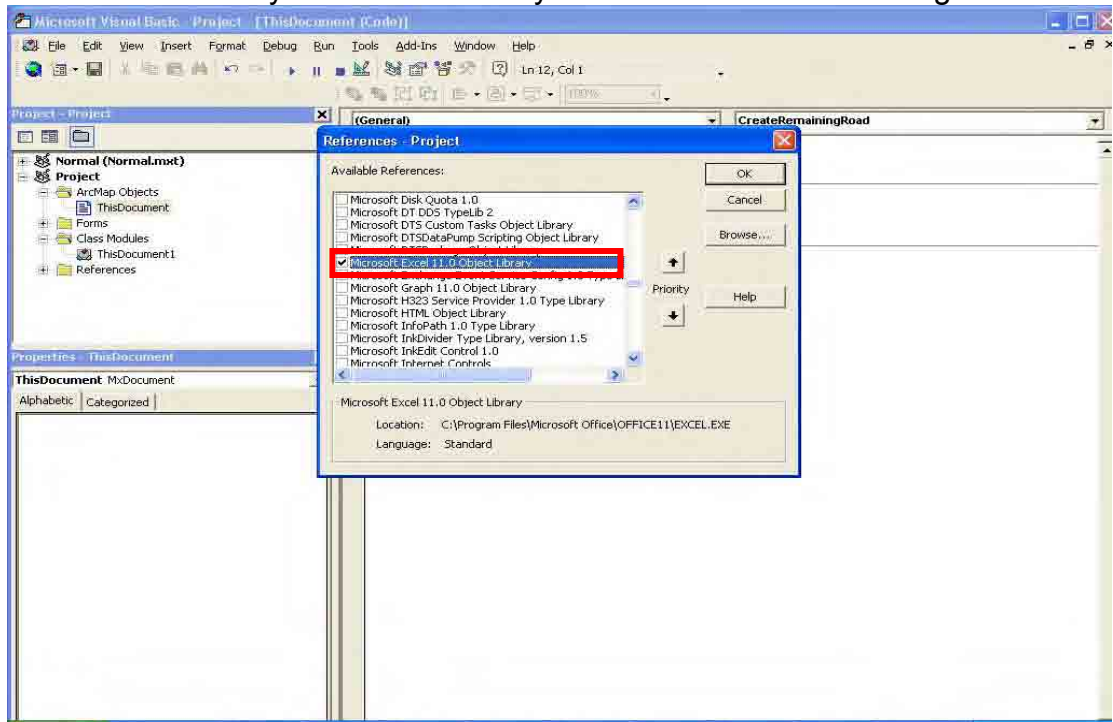 Microsoft Visual Basic - Project - [ThisDocument (Code)]
File Edit View Insert Format Debug Run Tools Add-Ins Window Help
Ln 12, Col 1
100%
Project - Project
(General)
CreateRemainingRoad
Normal (Normal.mxt)
Project
ArcMap Objects
ThisDocument
Forms
Class Modules
ThisDocument1
References
References - Project
Available References:
Microsoft Disk Quota 1.0
Microsoft DT DDS TypeLib 2
Microsoft DTS Custom Tasks Object Library
Microsoft DTSDataPump Scripting Object Library
Microsoft Excel 11.0 Object Library
Microsoft Graph 11.0 Object Library
Microsoft H323 Service Provider 1.0 Type Library
Microsoft HTML Object Library
Microsoft InfoPath 1.0 Type Library
Microsoft InkDivider Type Library, version 1.5
Microsoft InkEdit Control 1.0
Microsoft Internet Controls
OK
Cancel
Browse...
Priority
Help
Microsoft Excel 11.0 Object Library
Location: C:\Program Files\Microsoft Office\OFFICE11\EXCEL.EXE
Language: Standard
Properties - ThisDocument
ThisDocument MxDocument
Alphabetic Categorized